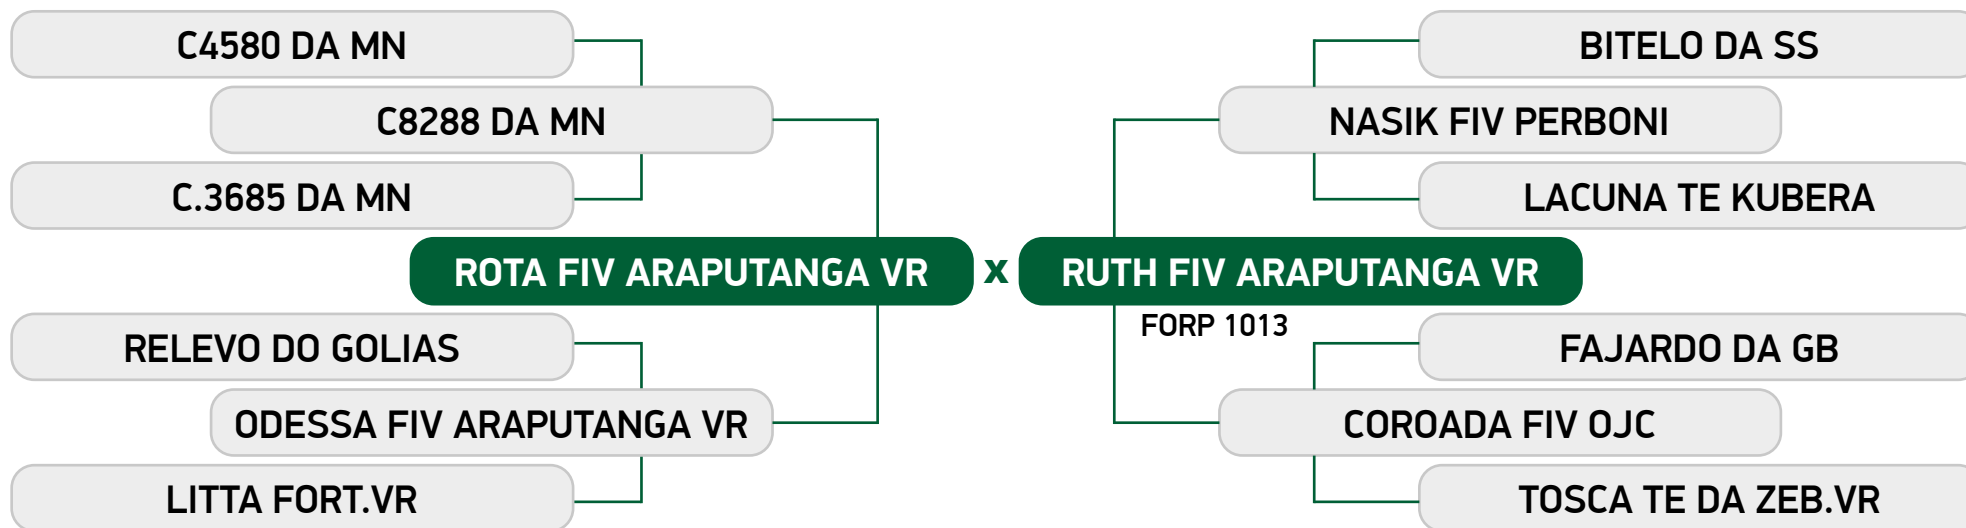 C4580 DA MN
BITELO DA SS
C8288 DA MN
NASIK FIV PERBONI
C.3685 DA MN
LACUNA TE KUBERA
ROTA FIV ARAPUTANGA VR x RUTH FIV ARAPUTANGA VR
FORP 1013
RELEVO DO GOLIAS
FAJARDO DA GB
ODESSA FIV ARAPUTANGA VR
COROADA FIV OJC
LITTA FORT.VR
TOSCA TE DA ZEB.VR